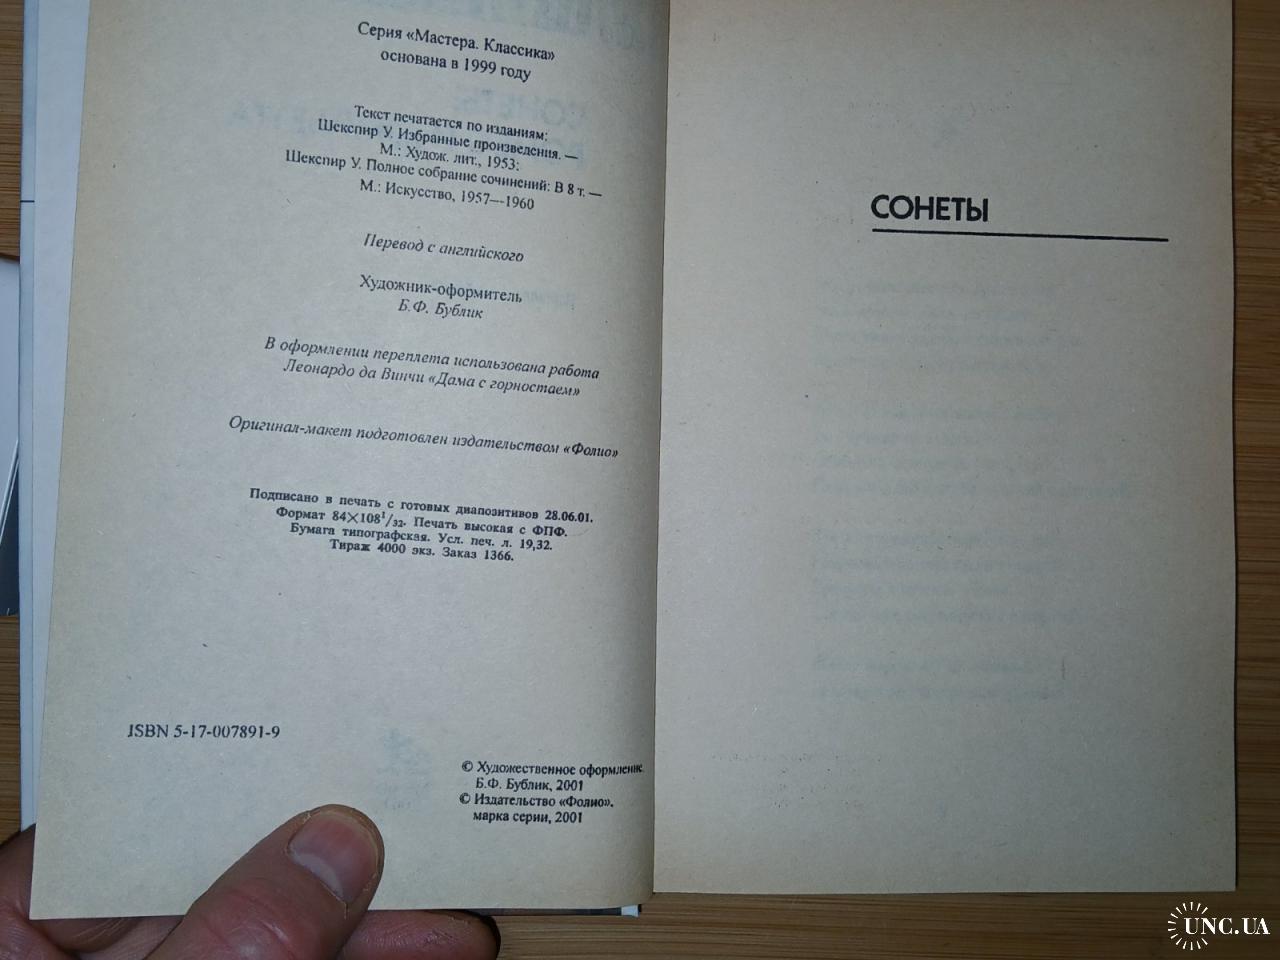 Серия «Мастера. Классика»
основана в 1999 году
Текст печатается по изданиям:
Шекспир У. Избранные произведения. —
М.: Худож. лит., 1953;
Шекспир У. Полное собрание сочинений: В 8 т. —
М.: Искусство, 1957—1960
Перевод с английского
Художник-оформитель
Б.Ф. Бублик
В оформлении переплета использована работа
Леонардо да Винчи «Дама с горностаем»
Оригинал-макет подготовлен издательством «Фолио»
Подписано в печать с готовых диапозитивов 28.06.01.
Формат 84×108¹/₃₂. Печать высокая с ФПФ.
Бумага типографская. Усл. печ. л. 19,32.
Тираж 4000 экз. Заказ 1366.
ISBN 5-17-007891-9
© Художественное оформление.
Б.Ф. Бублик, 2001
© Издательство «Фолио».
марка серии, 2001
СОНЕТЫ
UNC.UA